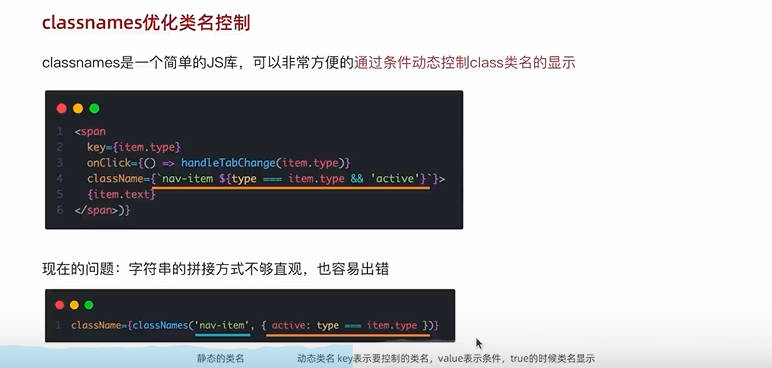 classnames优化类名控制
classnames是一个简单的JS库，可以非常方便的通过条件动态控制class类名的显示
1 <span
2 key={item.type}
3 onClick={() => handleTabChange(item.type)}
4 className={`nav-item ${type === item.type && 'active'}`}>
5 {item.text}
6 </span>)}
现在的问题：字符串的拼接方式不够直观，也容易出错
1 className={classNames('nav-item', { active: type === item.type })}
静态的类名 动态类名 key表示要控制的类名，value表示条件，true的时候类名显示